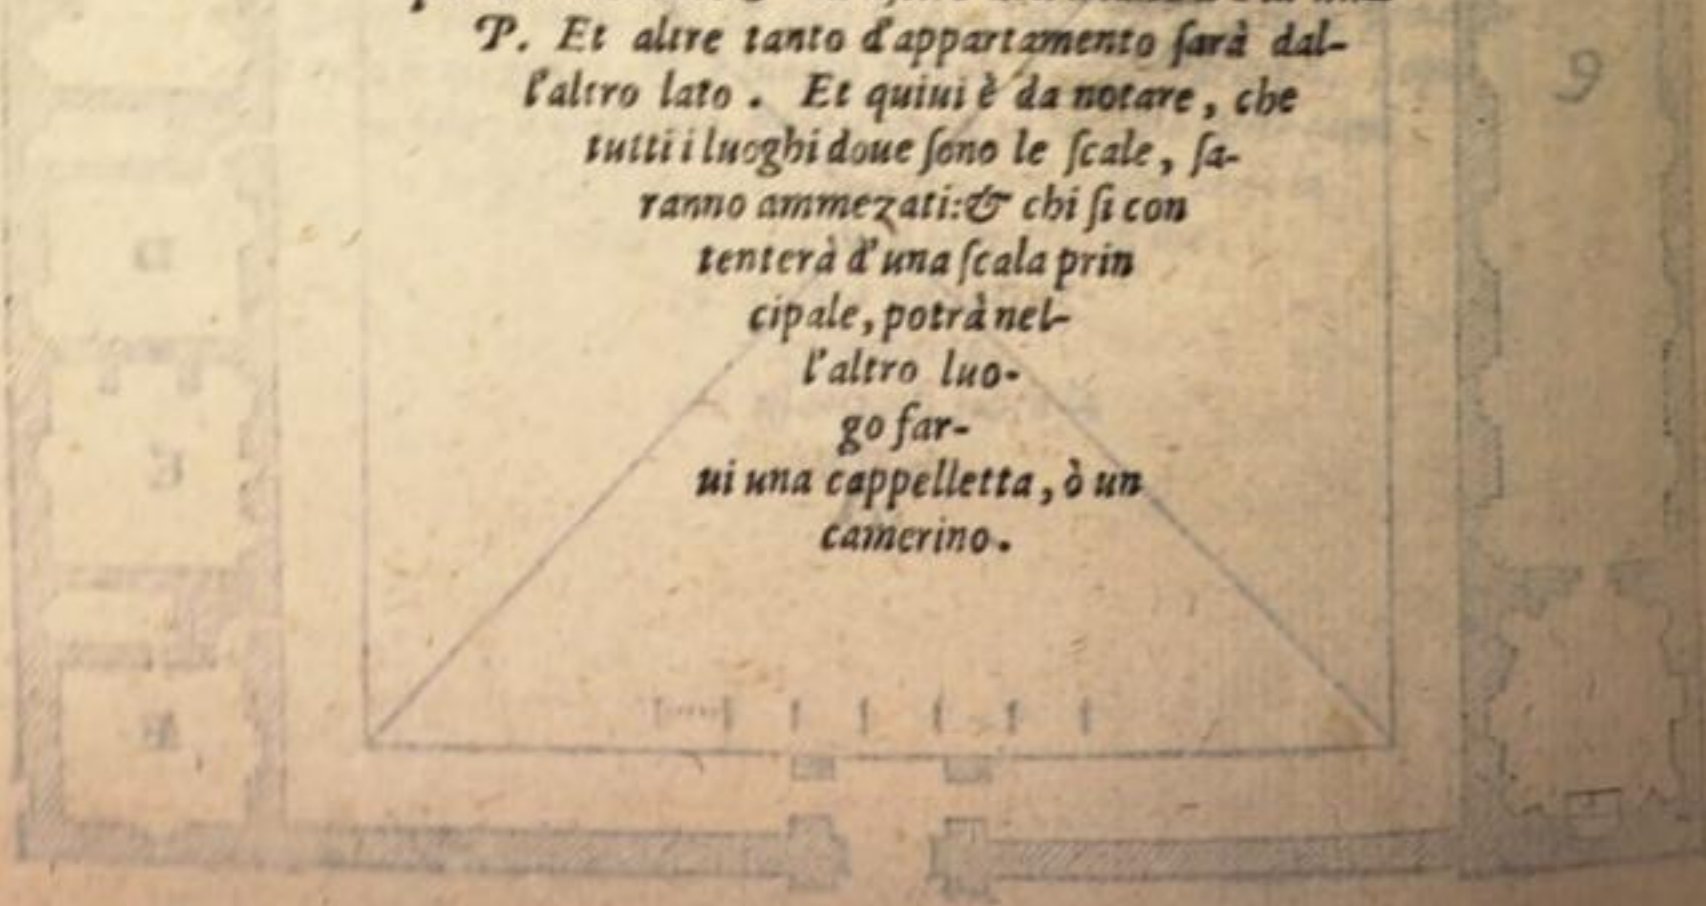 P. Et altre tanto d'appartamento ſarà dal-
l'altro lato. Et quiui è da notare, che
tutti i luoghi doue ſono le ſcale, ſa-
ranno ammezati:& chi ſi con
tenterà d'una ſcala prin
cipale, potrà nel-
l'altro luo-
go far-
ui una cappelletta, ò un
camerino.